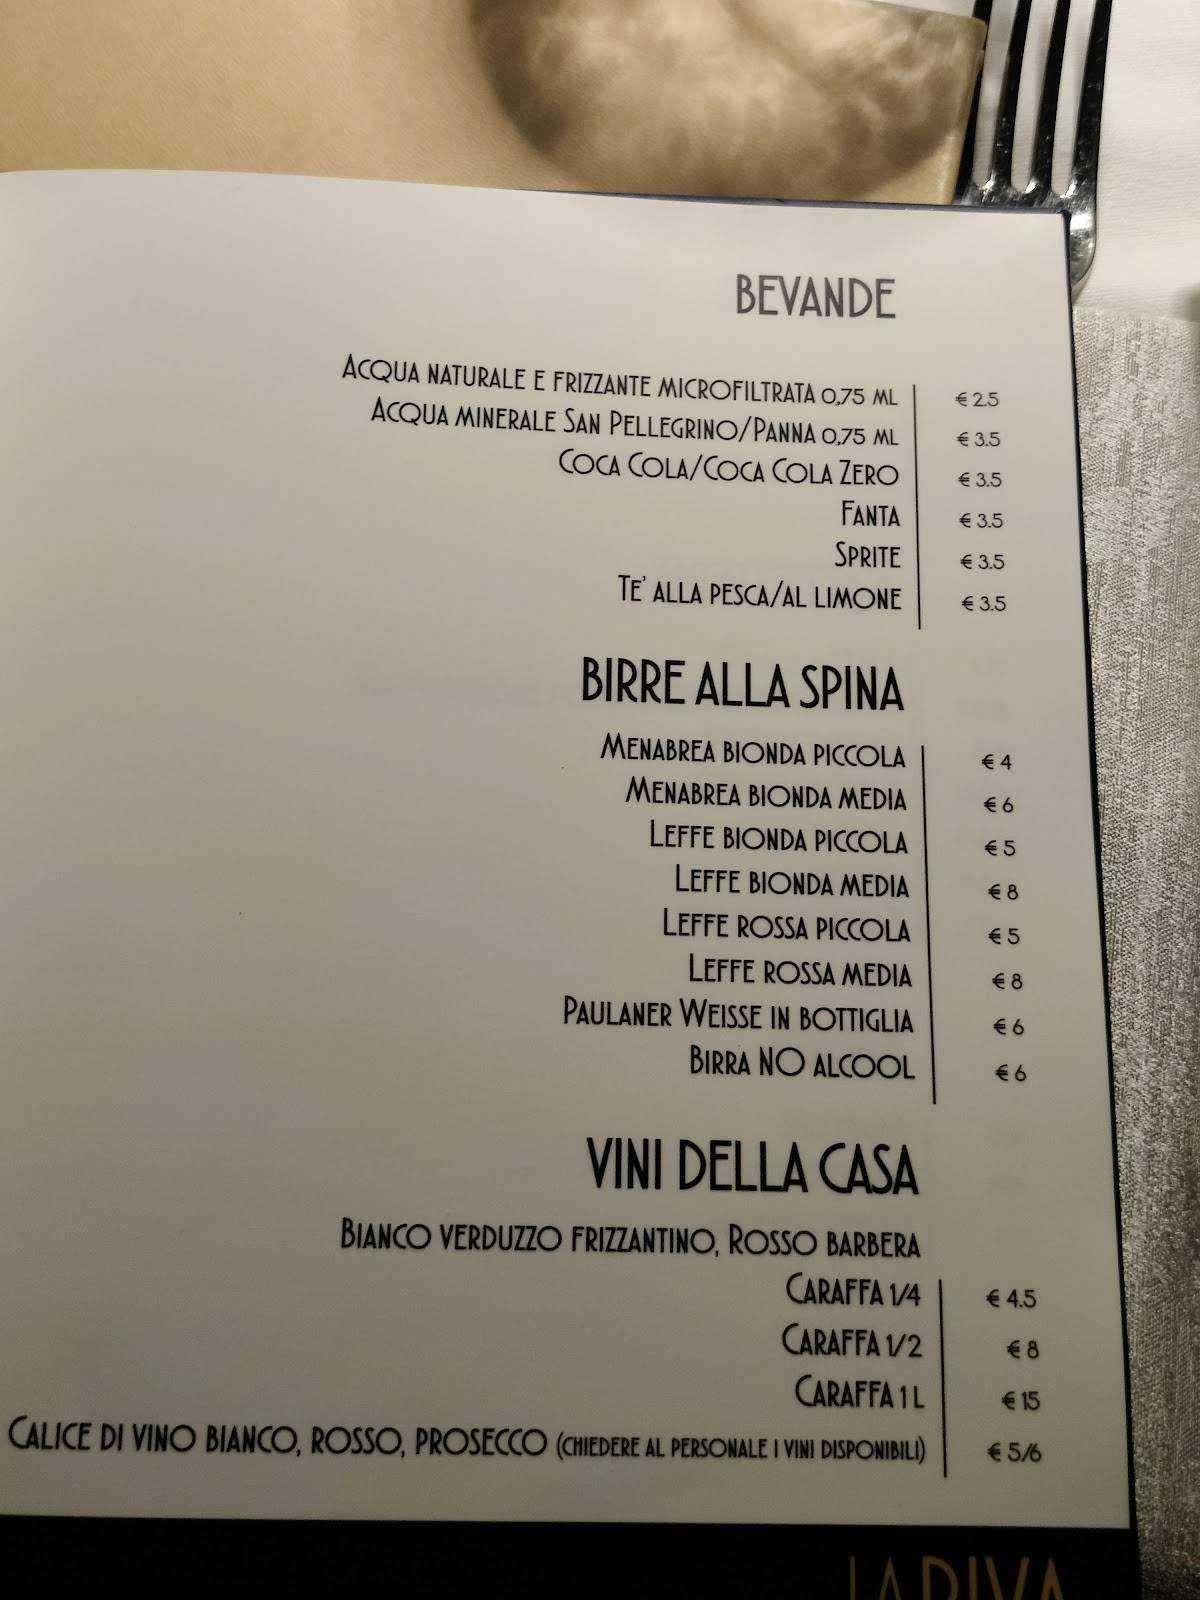 BEVANDE
ACQUA NATURALE E FRIZZANTE MICROFILTRATA 0,75 ML € 2.5
ACQUA MINERALE SAN PELLEGRINO/PANNA 0,75 ML € 3.5
COCA COLA/COCA COLA ZERO € 3.5
FANTA € 3.5
SPRITE € 3.5
TE' ALLA PESCA/AL LIMONE € 3.5
BIRRE ALLA SPINA
MENABREA BIONDA PICCOLA € 4
MENABREA BIONDA MEDIA € 6
LEFFE BIONDA PICCOLA € 5
LEFFE BIONDA MEDIA € 8
LEFFE ROSSA PICCOLA € 5
LEFFE ROSSA MEDIA € 8
PAULANER WEISSE IN BOTTIGLIA € 6
BIRRA NO ALCOOL € 6
VINI DELLA CASA
BIANCO VERDUZZO FRIZZANTINO, ROSSO BARBERA
CARAFFA 1/4 € 4.5
CARAFFA 1/2 € 8
CARAFFA 1 L € 15
CALICE DI VINO BIANCO, ROSSO, PROSECCO (CHIEDERE AL PERSONALE I VINI DISPONIBILI) € 5/6
LA DIVA